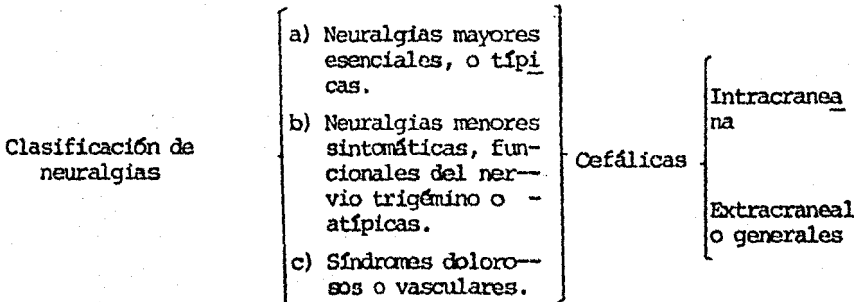 Clasificación de
neuralgias
a) Neuralgias mayores
esenciales, o típi
cas.
b) Neuralgias menores
sintomáticas, fun-
cionales del ner--
vio trigémino o -
atípicas.
c) Síndromes doloro--
sos o vasculares.
Cefálicas
Intracranea
na
Extracraneal
o generales